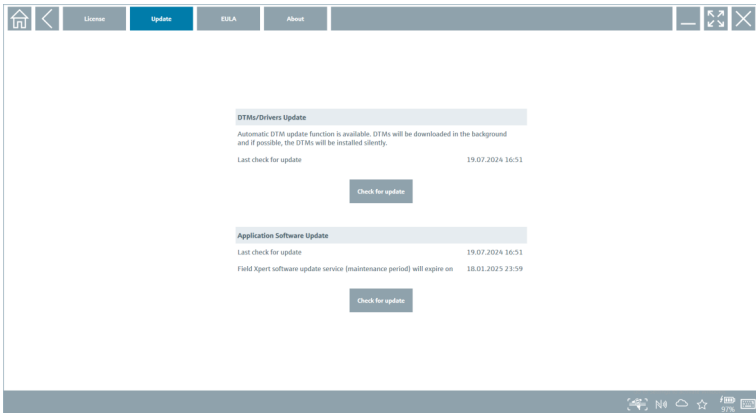 License Update EULA About
DTMs/Drivers Update
Automatic DTM update function is available. DTMs will be downloaded in the background
and if possible, the DTMs will be installed silently.
Last check for update 19.07.2024 16:51
Check for update
Application Software Update
Last check for update 19.07.2024 16:51
Field Xpert software update service (maintenance period) will expire on 18.01.2025 23:59
Check for update
97%